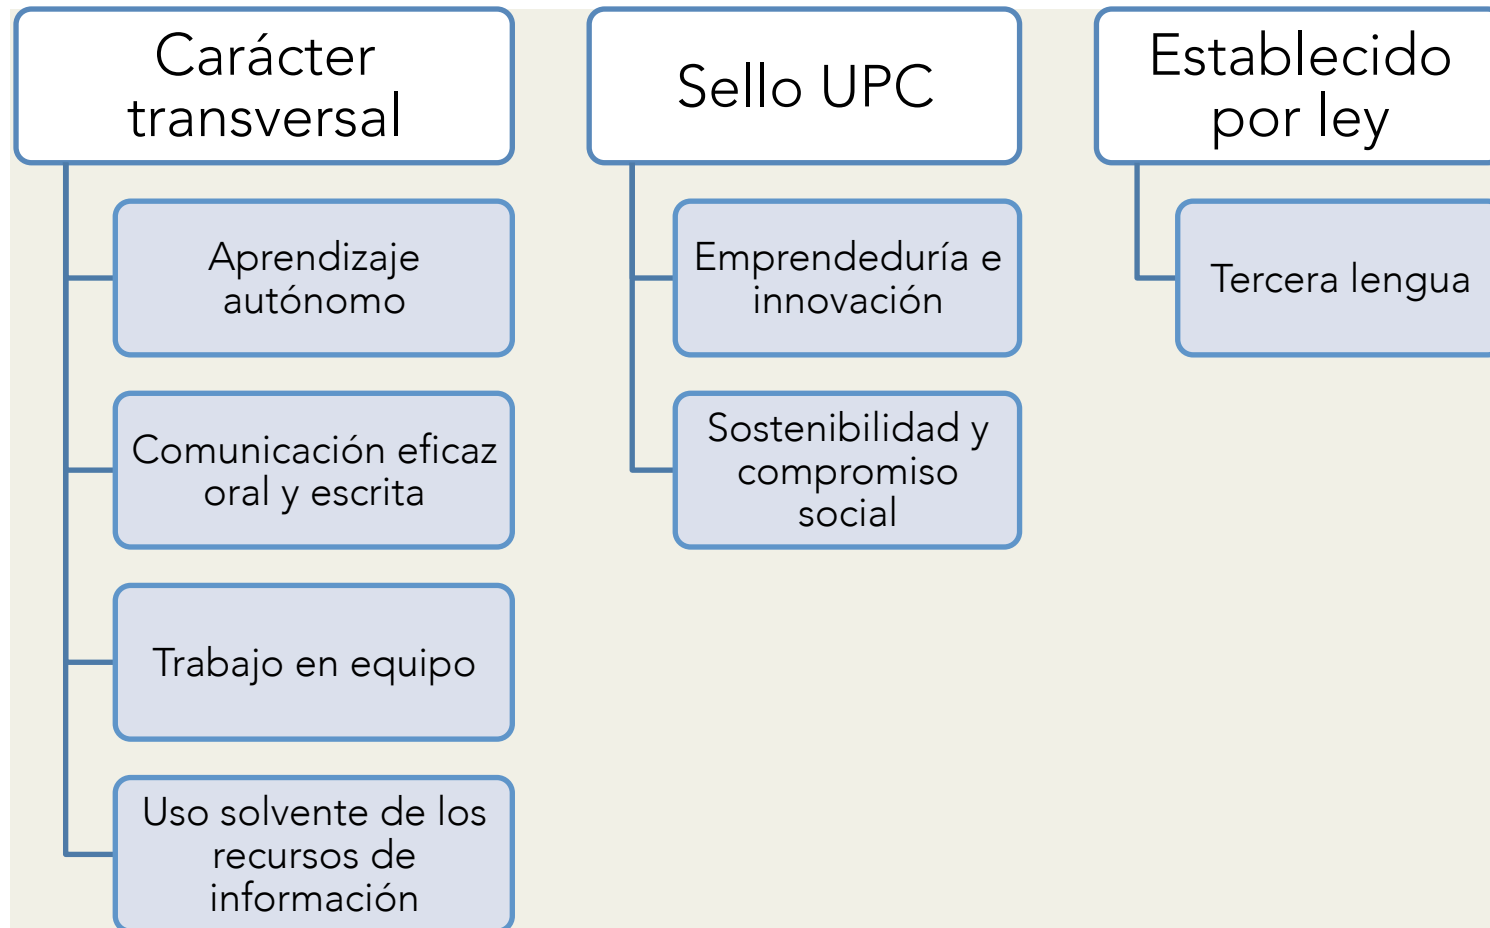 Carácter
transversal
Aprendizaje
autónomo
Comunicación eficaz
oral y escrita
Trabajo en equipo
Uso solvente de los
recursos de
información
Sello UPC
Emprendeduría e
innovación
Sostenibilidad y
compromiso
social
Establecido
por ley
Tercera lengua